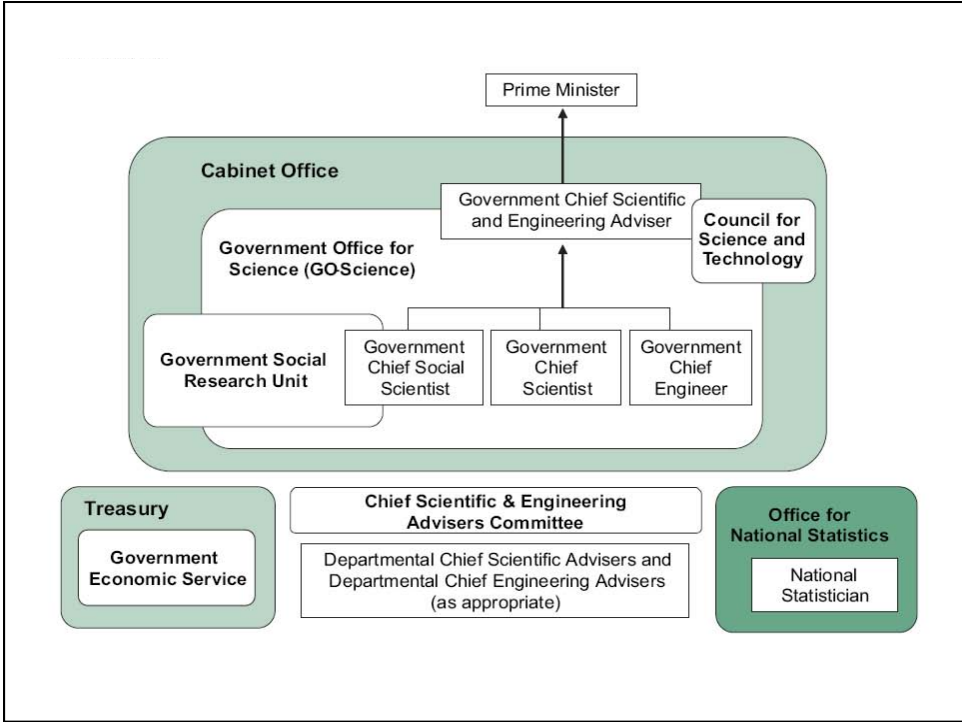 Prime Minister
Cabinet Office
Government Chief Scientific
and Engineering Adviser
Council for
Science and
Technology
Government Office for
Science (GO-Science)
Government Social
Research Unit
Government
Chief Social
Scientist
Government
Chief
Scientist
Government
Chief
Engineer
Treasury
Government
Economic Service
Chief Scientific & Engineering
Advisers Committee
Departmental Chief Scientific Advisers and
Departmental Chief Engineering Advisers
(as appropriate)
Office for
National Statistics
National
Statistician